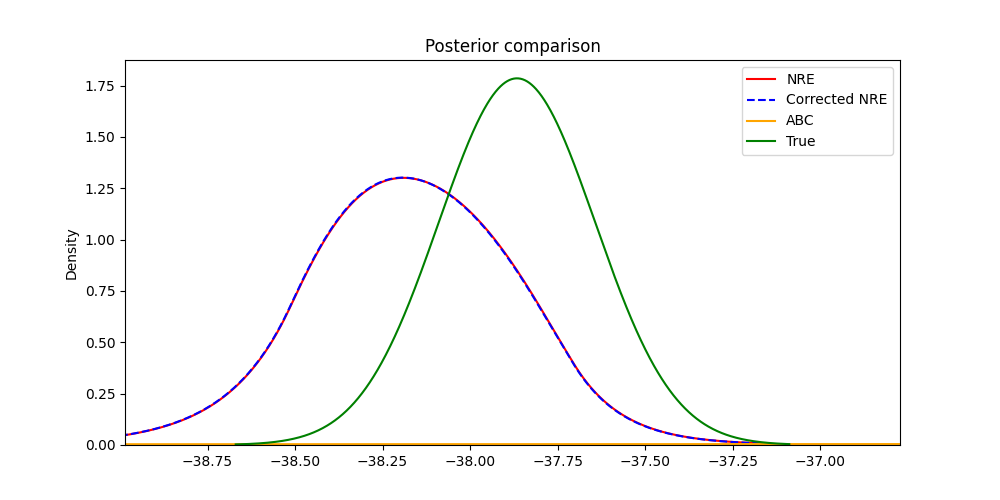 Posterior comparison
NRE
Corrected NRE
ABC
True
Density
1.75
1.50
1.25
1.00
0.75
0.50
0.25
0.00
−38.75 −38.50 −38.25 −38.00 −37.75 −37.50 −37.25 −37.00